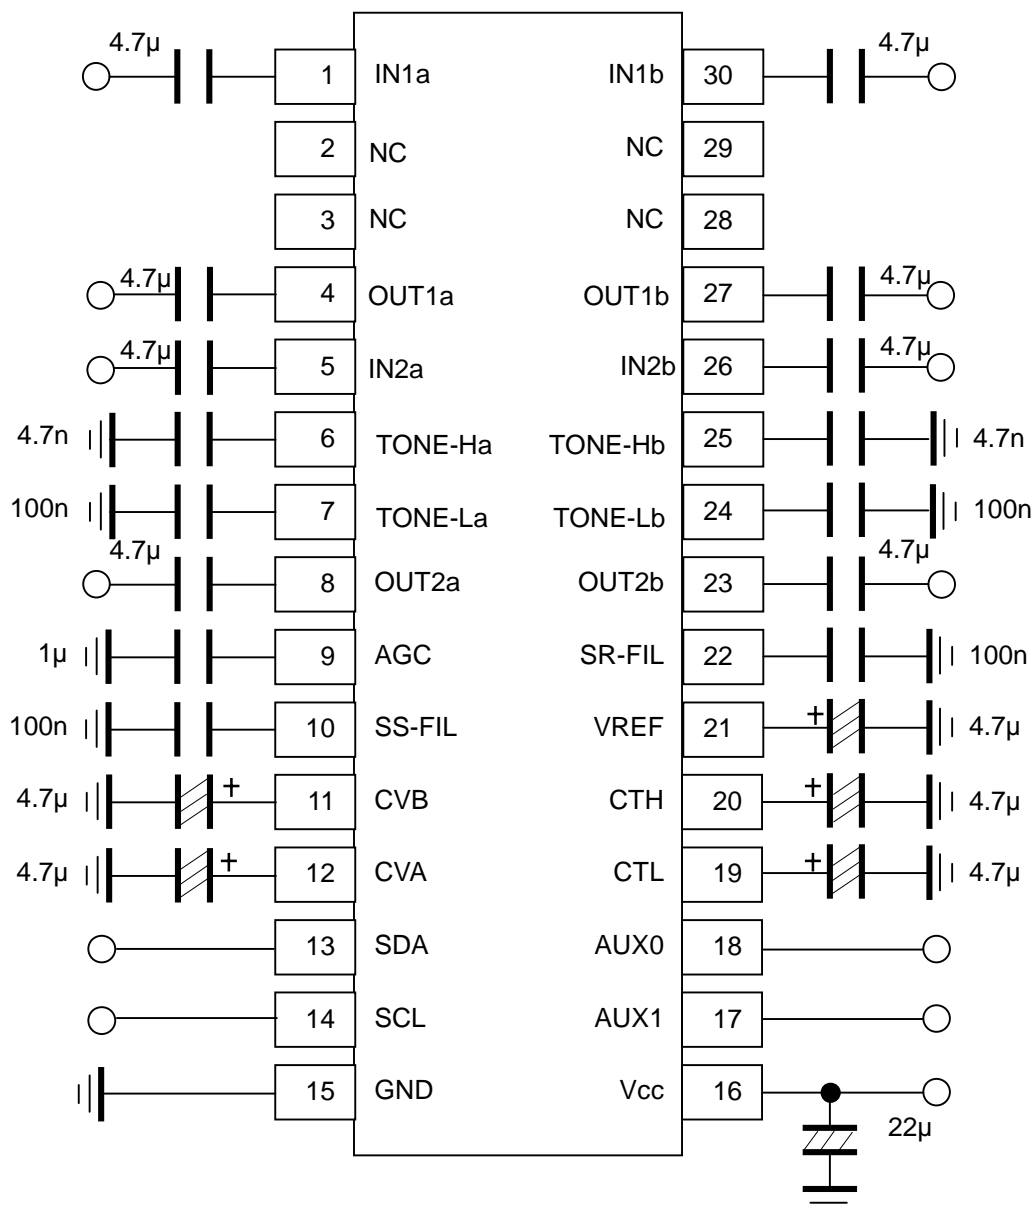 4.7µ 1 IN1a IN1b 30 4.7µ
2 NC NC 29
3 NC NC 28
4.7µ 4 OUT1a OUT1b 27 4.7µ
4.7µ 5 IN2a IN2b 26 4.7µ
4.7n 6 TONE-Ha TONE-Hb 25 4.7n
100n 7 TONE-La TONE-Lb 24 100n
4.7µ 8 OUT2a OUT2b 23 4.7µ
1µ 9 AGC SR-FIL 22 100n
100n 10 SS-FIL VREF 21 + 4.7µ
4.7µ + 11 CVB CTH 20 + 4.7µ
4.7µ + 12 CVA CTL 19 + 4.7µ
13 SDA AUX0 18
14 SCL AUX1 17
15 GND Vcc 16
22µ